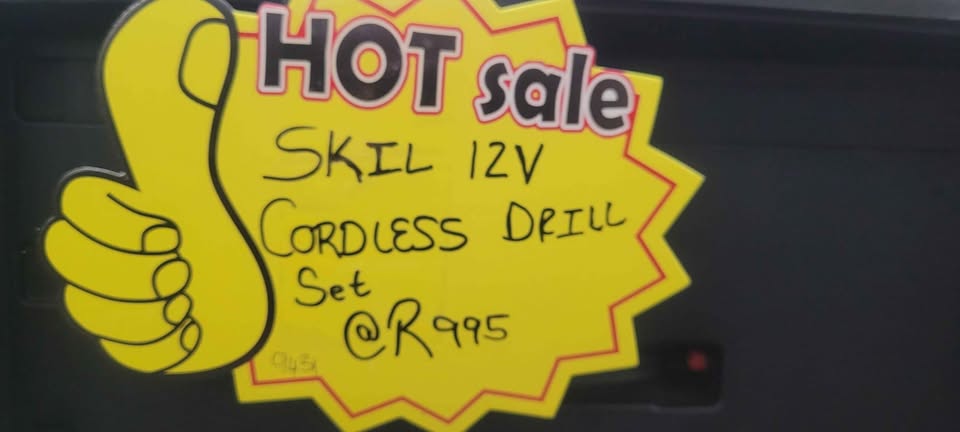 HOT sale
SKIL 12V
CORDLESS DRILL
Set
@R995